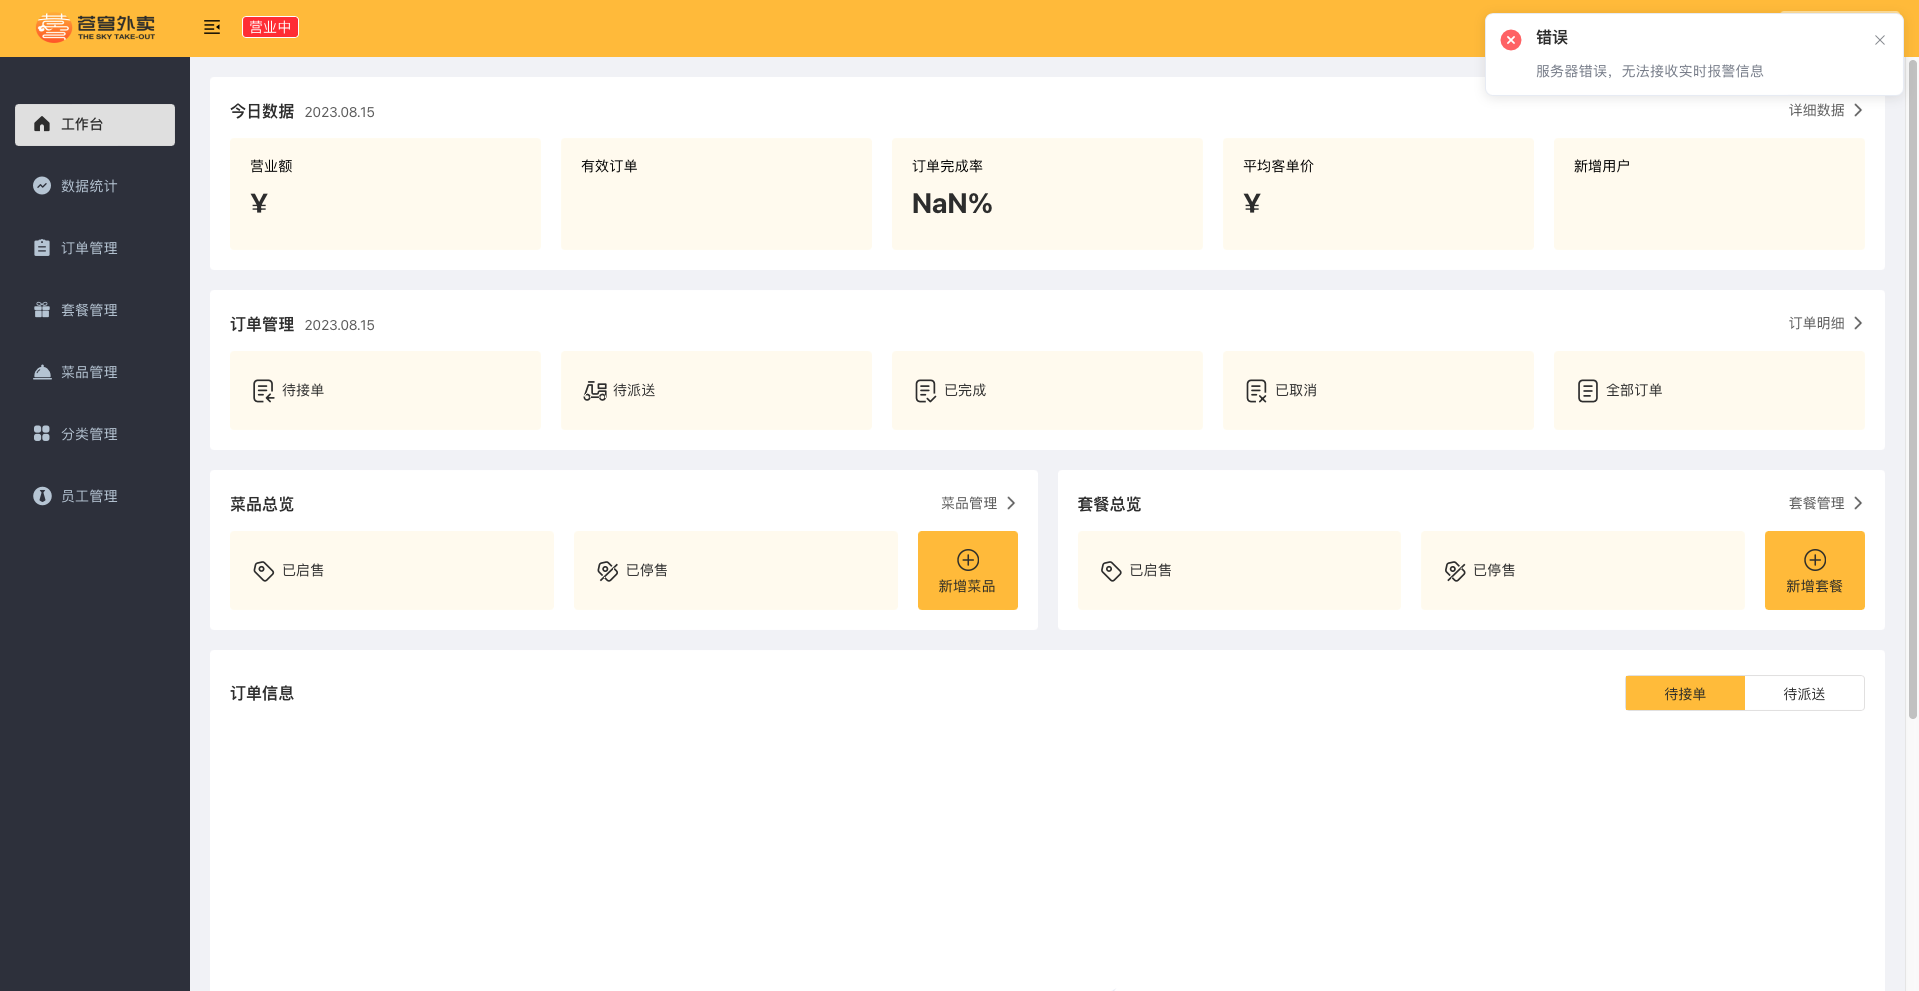 苍穹外卖
THE SKY TAKE-OUT
营业中
错误
服务器错误，无法接收实时报警信息
工作台
数据统计
订单管理
套餐管理
菜品管理
分类管理
员工管理
今日数据 2023.08.15
详细数据
营业额
¥
有效订单
订单完成率
NaN%
平均客单价
¥
新增用户
订单管理 2023.08.15
订单明细
待接单
待派送
已完成
已取消
全部订单
菜品总览
菜品管理
已启售
已停售
新增菜品
套餐总览
套餐管理
已启售
已停售
新增套餐
订单信息
待接单
待派送